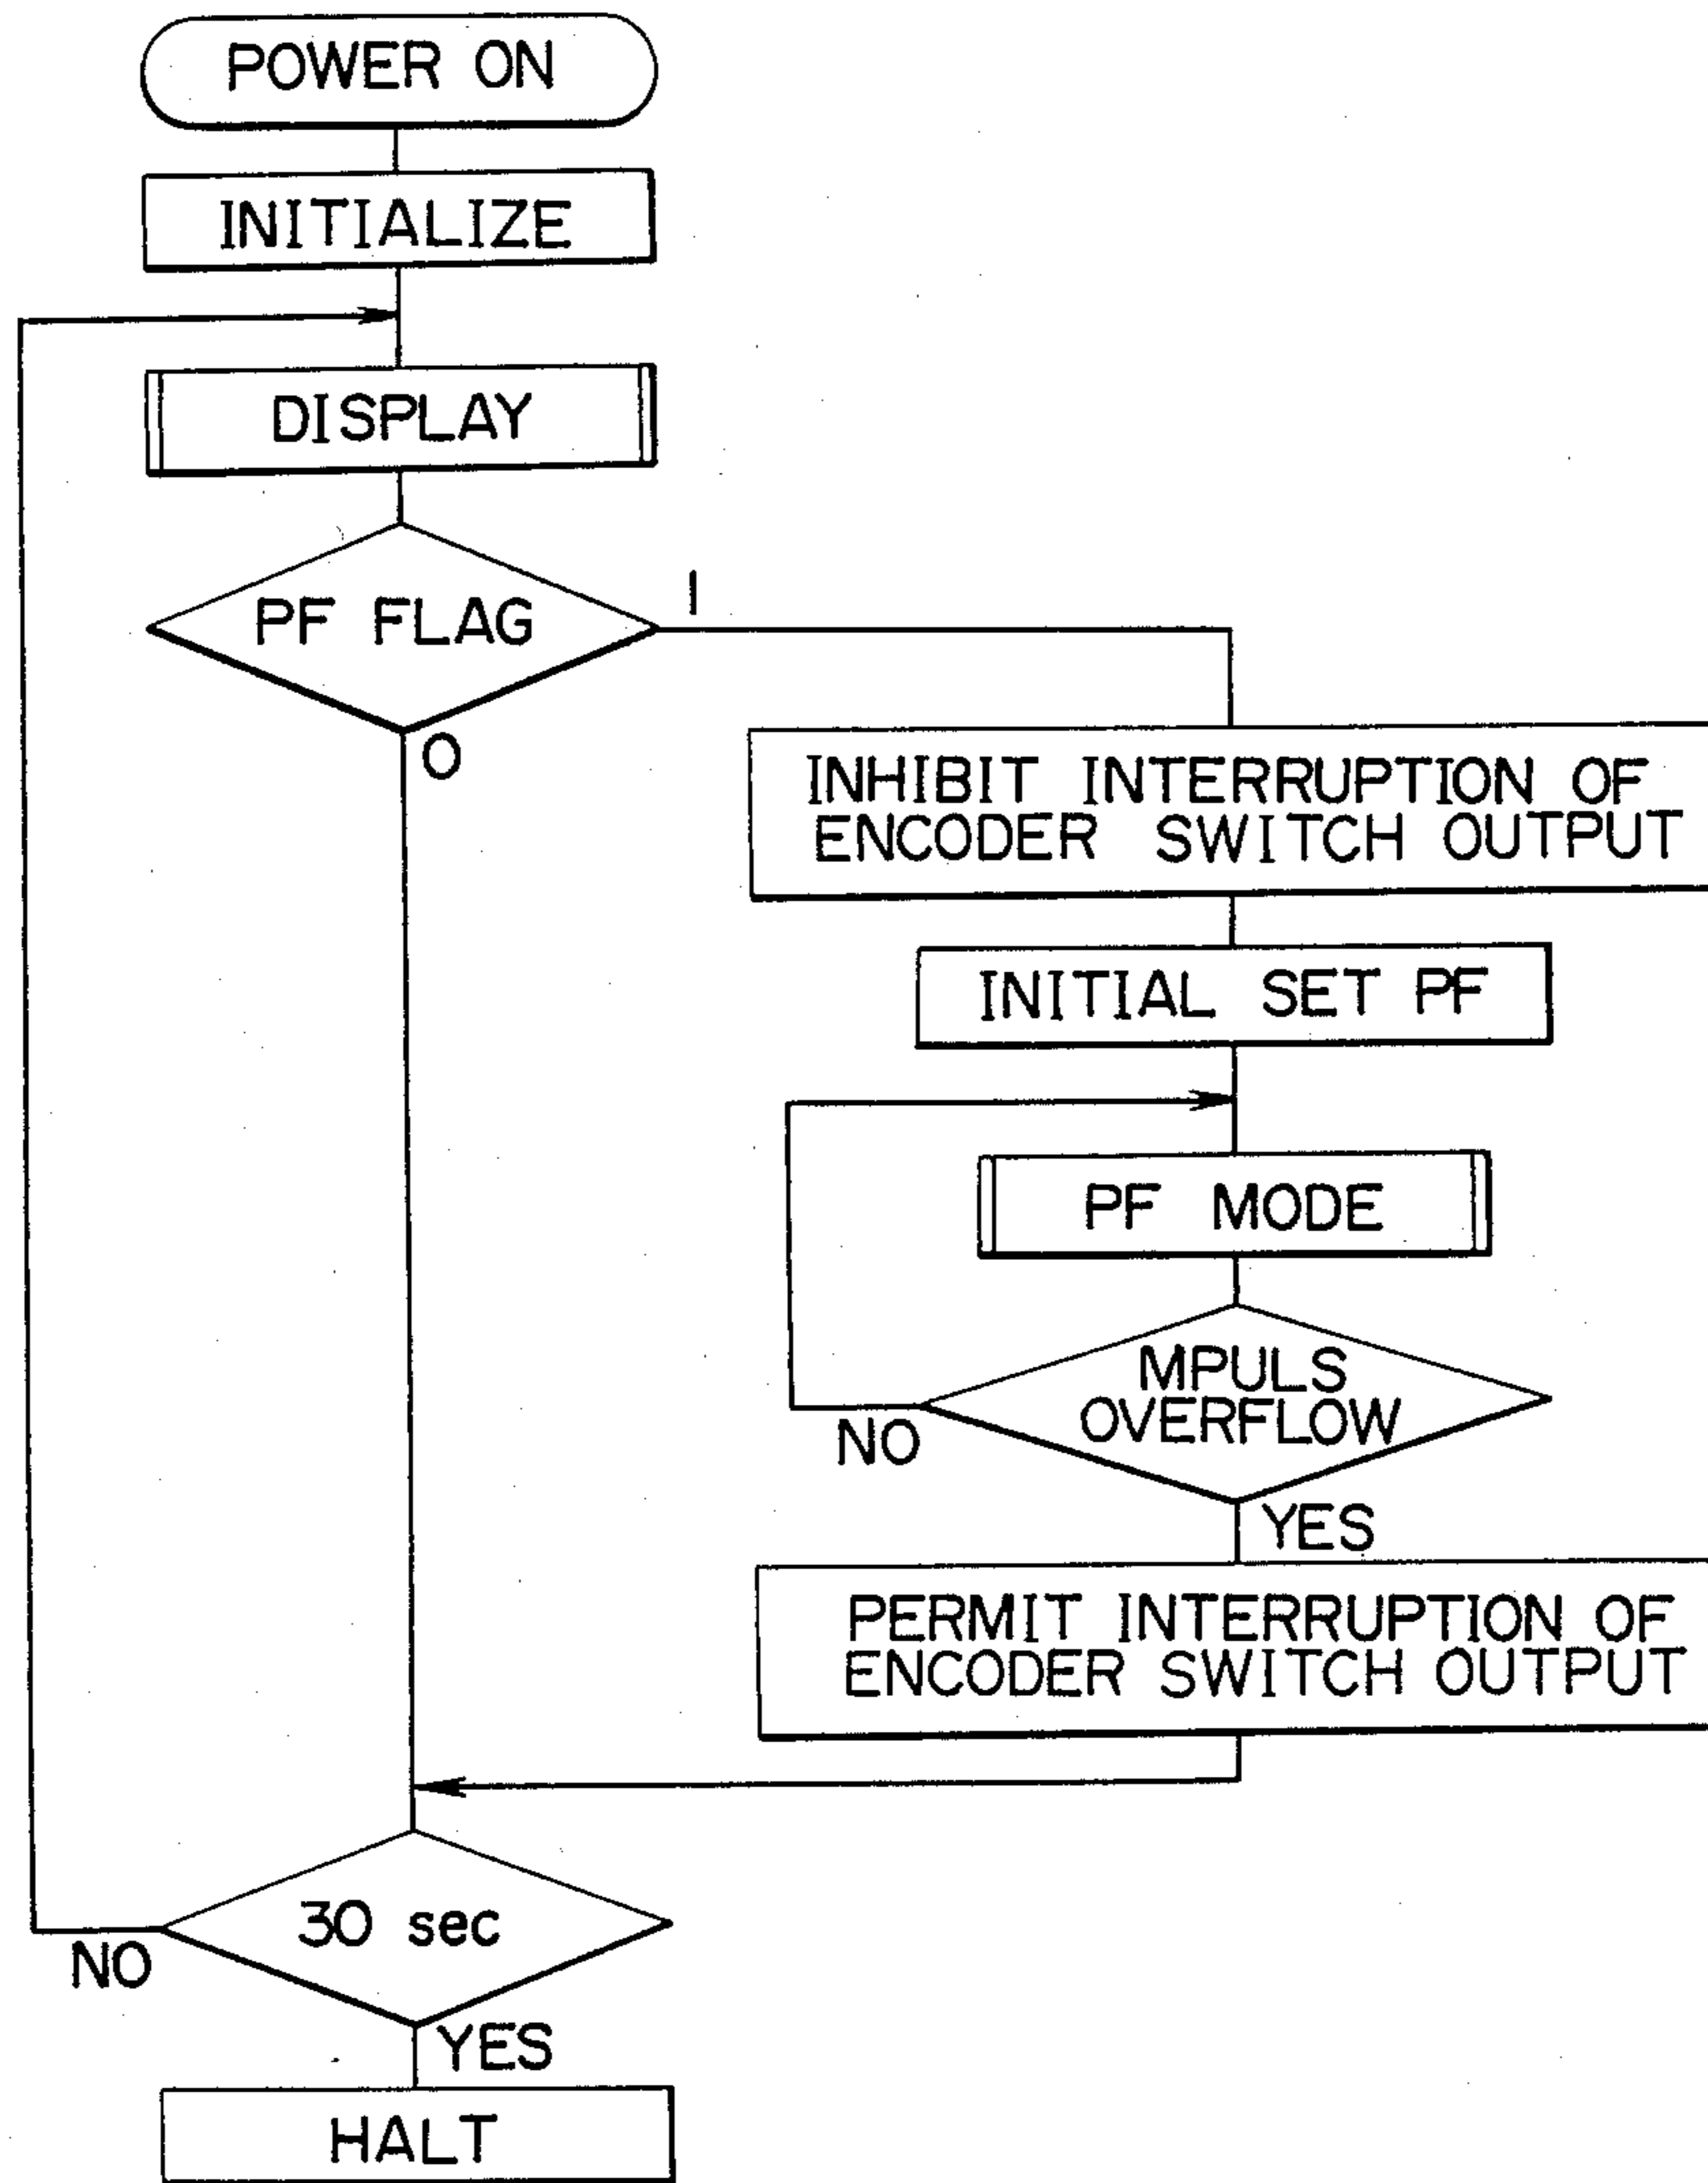 POWER ON
INITIALIZE
DISPLAY
PF FLAG
1
0
INHIBIT INTERRUPTION OF
ENCODER SWITCH OUTPUT
INITIAL SET PF
PF MODE
MPULS
OVERFLOW
NO
YES
PERMIT INTERRUPTION OF
ENCODER SWITCH OUTPUT
30 sec
NO
YES
HALT